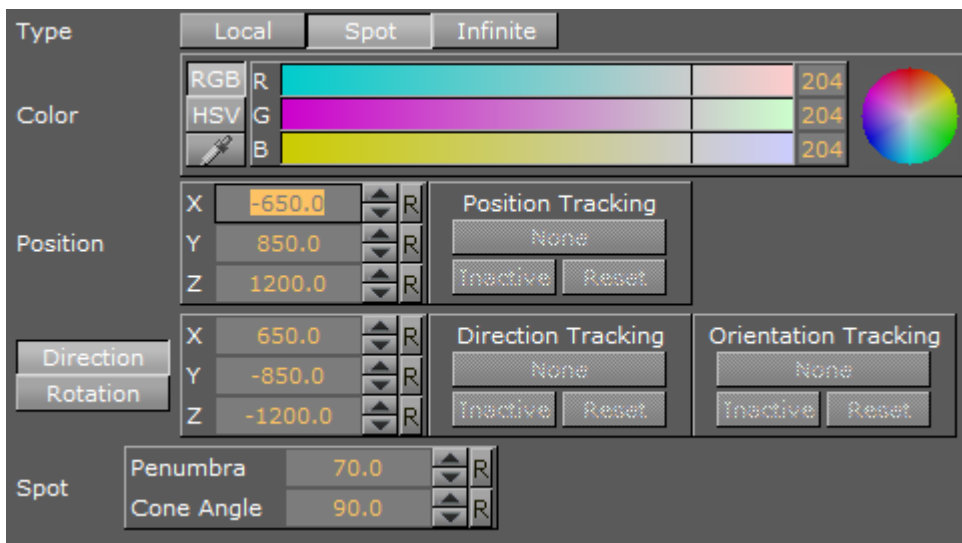 Type Local Spot Infinite
RGB R 204
Color HSV G 204
B 204
X -650.0 R Position Tracking
Position Y 850.0 R None
Z 1200.0 R Inactive Reset
X 650.0 R Direction Tracking Orientation Tracking
Direction Y -850.0 R None None
Rotation Z -1200.0 R Inactive Reset Inactive Reset
Penumbra 70.0 R
Spot
Cone Angle 90.0 R